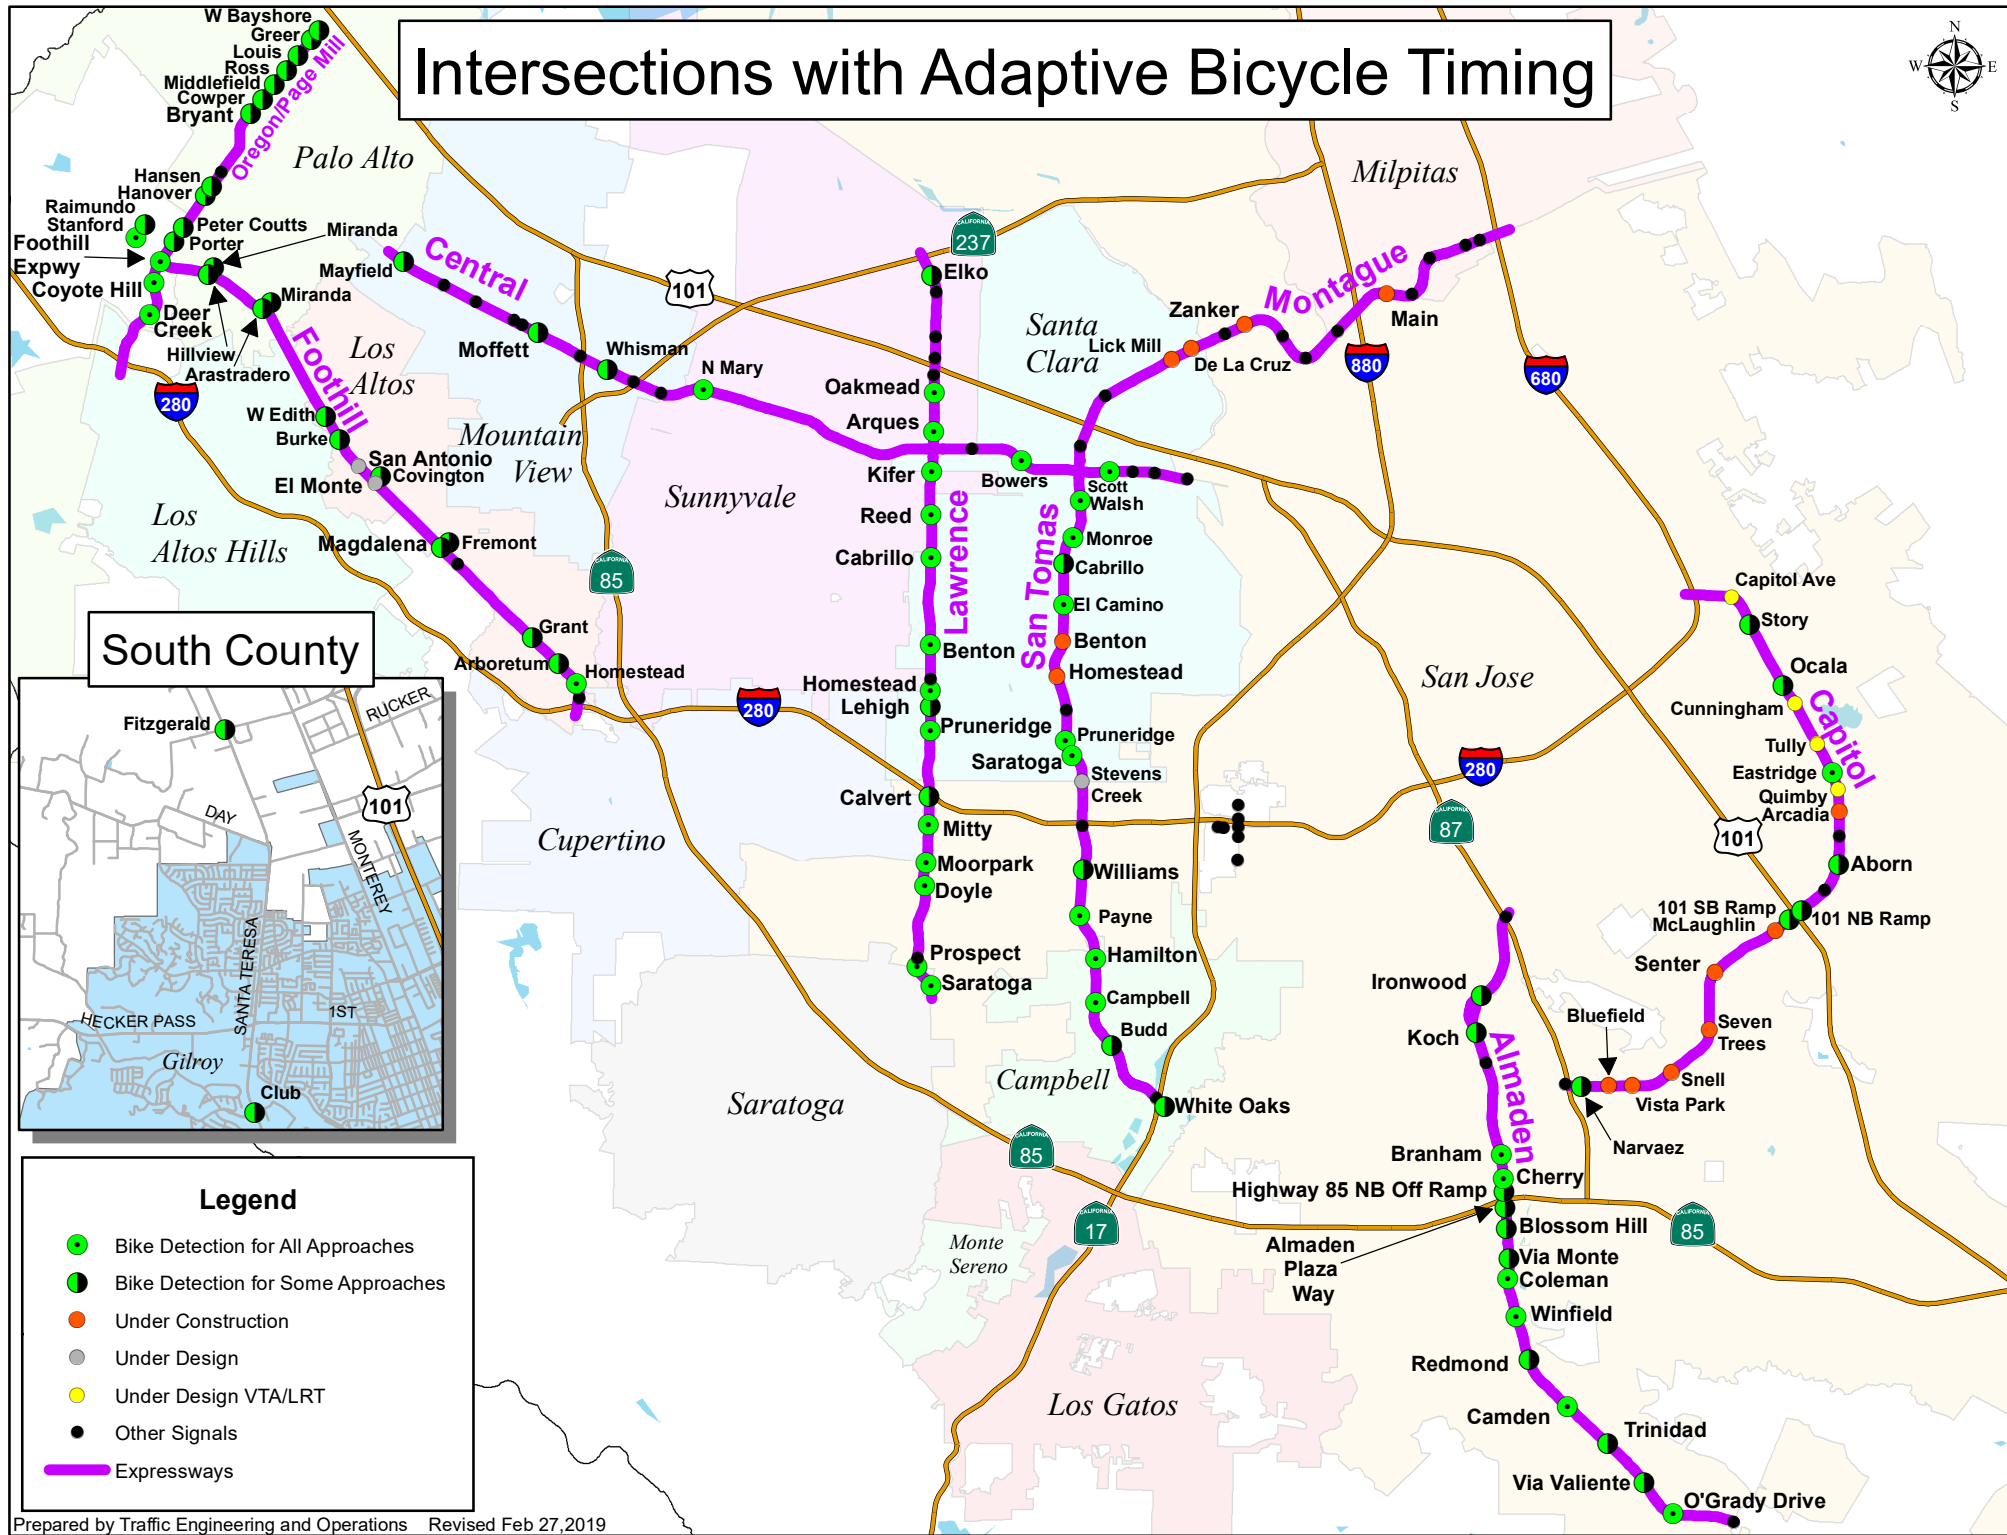 Intersections with Adaptive Bicycle Timing
N
W
E
S
W Bayshore
Greer
Louis
Ross
Middlefield
Cowper
Bryant
Oregon/Page Mill
Palo Alto
Hansen
Hanover
Raimundo
Stanford
Peter Coutts
Porter
Foothill
Expwy
Miranda
Coyote Hill
Deer
Creek
Miranda
Hillview
Arastradero
Foothill
Los
Altos
W Edith
Burke
San Antonio
Covington
El Monte
Magdalena
Fremont
Los
Altos Hills
Grant
Arboretum
Homestead
Mayfield
Central
Moffett
Whisman
N Mary
Mountain
View
Sunnyvale
Bowers
Scott
CALIFORNIA
237
101
280
CALIFORNIA
85
280
Elko
Oakmead
Arques
Kifer
Reed
Cabrillo
Lawrence
Benton
Homestead
Lehigh
Pruneridge
Calvert
Mitty
Moorpark
Doyle
Prospect
Saratoga
Santa
Clara
San Tomas
Walsh
Monroe
Cabrillo
El Camino
Benton
Homestead
Pruneridge
Saratoga
Stevens
Creek
Williams
Payne
Hamilton
Campbell
Budd
White Oaks
Campbell
Milpitas
Montague
Zanker
Lick Mill
De La Cruz
Main
880
680
San Jose
280
CALIFORNIA
87
101
Capitol Ave
Story
Ocala
Cunningham
Capitol
Tully
Eastridge
Quimby
Arcadia
Aborn
101 SB Ramp
101 NB Ramp
McLaughlin
Senter
Seven
Trees
Bluefield
Snell
Vista Park
Narvaez
Ironwood
Koch
Almaden
Branham
Cherry
Highway 85 NB Off Ramp
Blossom Hill
Almaden
Plaza
Way
Via Monte
Coleman
Winfield
Redmond
Camden
Trinidad
Via Valiente
O'Grady Drive
CALIFORNIA
85
CALIFORNIA
85
CALIFORNIA
17
Cupertino
Saratoga
Monte
Sereno
Los Gatos
South County
Fitzgerald
RUCKER
DAY
101
MONTEREY
SANTA TERESA
1ST
HECKER PASS
Gilroy
Club
Legend
Bike Detection for All Approaches
Bike Detection for Some Approaches
Under Construction
Under Design
Under Design VTA/LRT
Other Signals
Expressways
Prepared by Traffic Engineering and Operations Revised Feb 27,2019